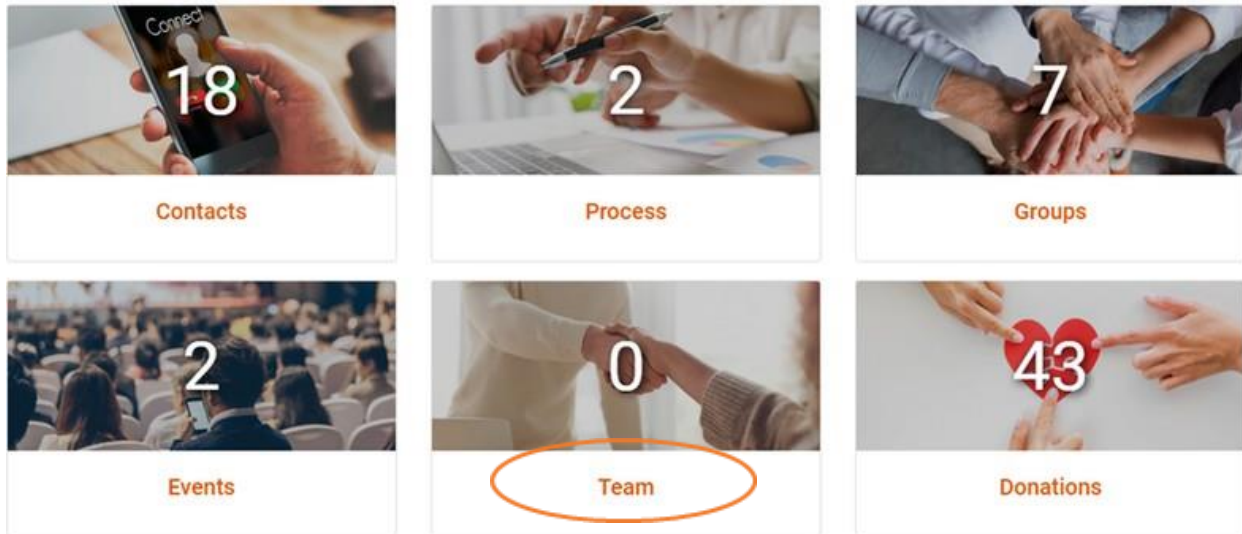 Connect
18
2
7
Contacts
Process
Groups
2
0
43
Events
Team
Donations